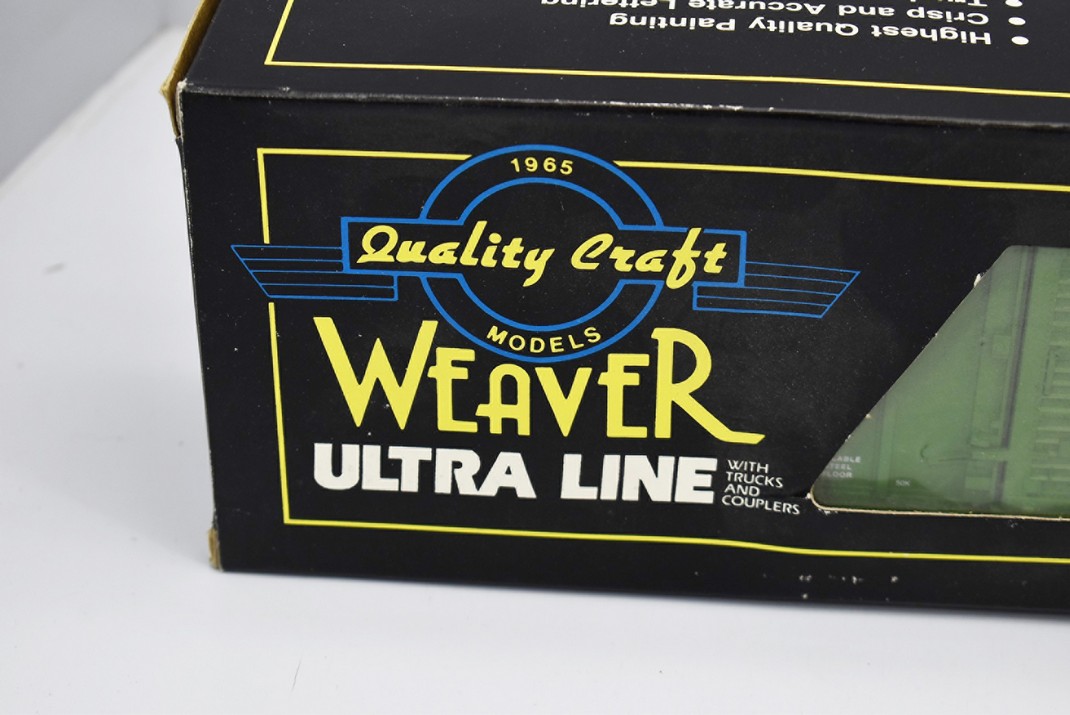 Highest Quality Painting
Crisp and Accurate Lettering
1965
Quality Craft
MODELS
WEAVER
ULTRA LINE
WITH
TRUCKS
AND
COUPLERS